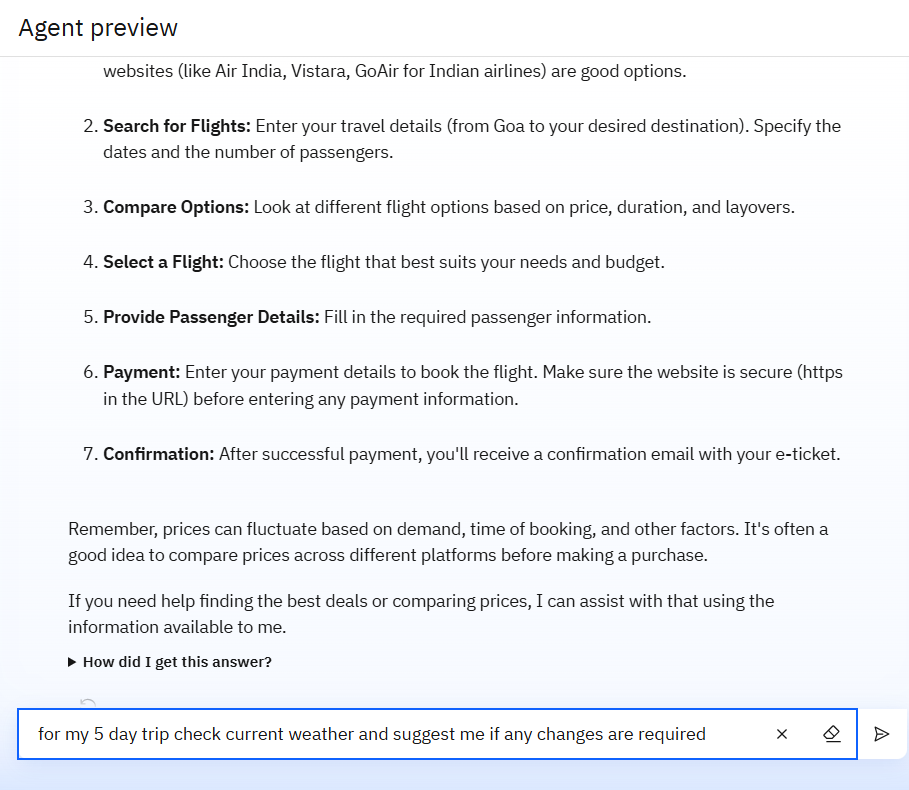 Agent preview
websites (like Air India, Vistara, GoAir for Indian airlines) are good options.
2. Search for Flights: Enter your travel details (from Goa to your desired destination). Specify the
dates and the number of passengers.
3. Compare Options: Look at different flight options based on price, duration, and layovers.
4. Select a Flight: Choose the flight that best suits your needs and budget.
5. Provide Passenger Details: Fill in the required passenger information.
6. Payment: Enter your payment details to book the flight. Make sure the website is secure (https
in the URL) before entering any payment information.
7. Confirmation: After successful payment, you'll receive a confirmation email with your e-ticket.
Remember, prices can fluctuate based on demand, time of booking, and other factors. It's often a
good idea to compare prices across different platforms before making a purchase.
If you need help finding the best deals or comparing prices, I can assist with that using the
information available to me.
How did I get this answer?
for my 5 day trip check current weather and suggest me if any changes are required